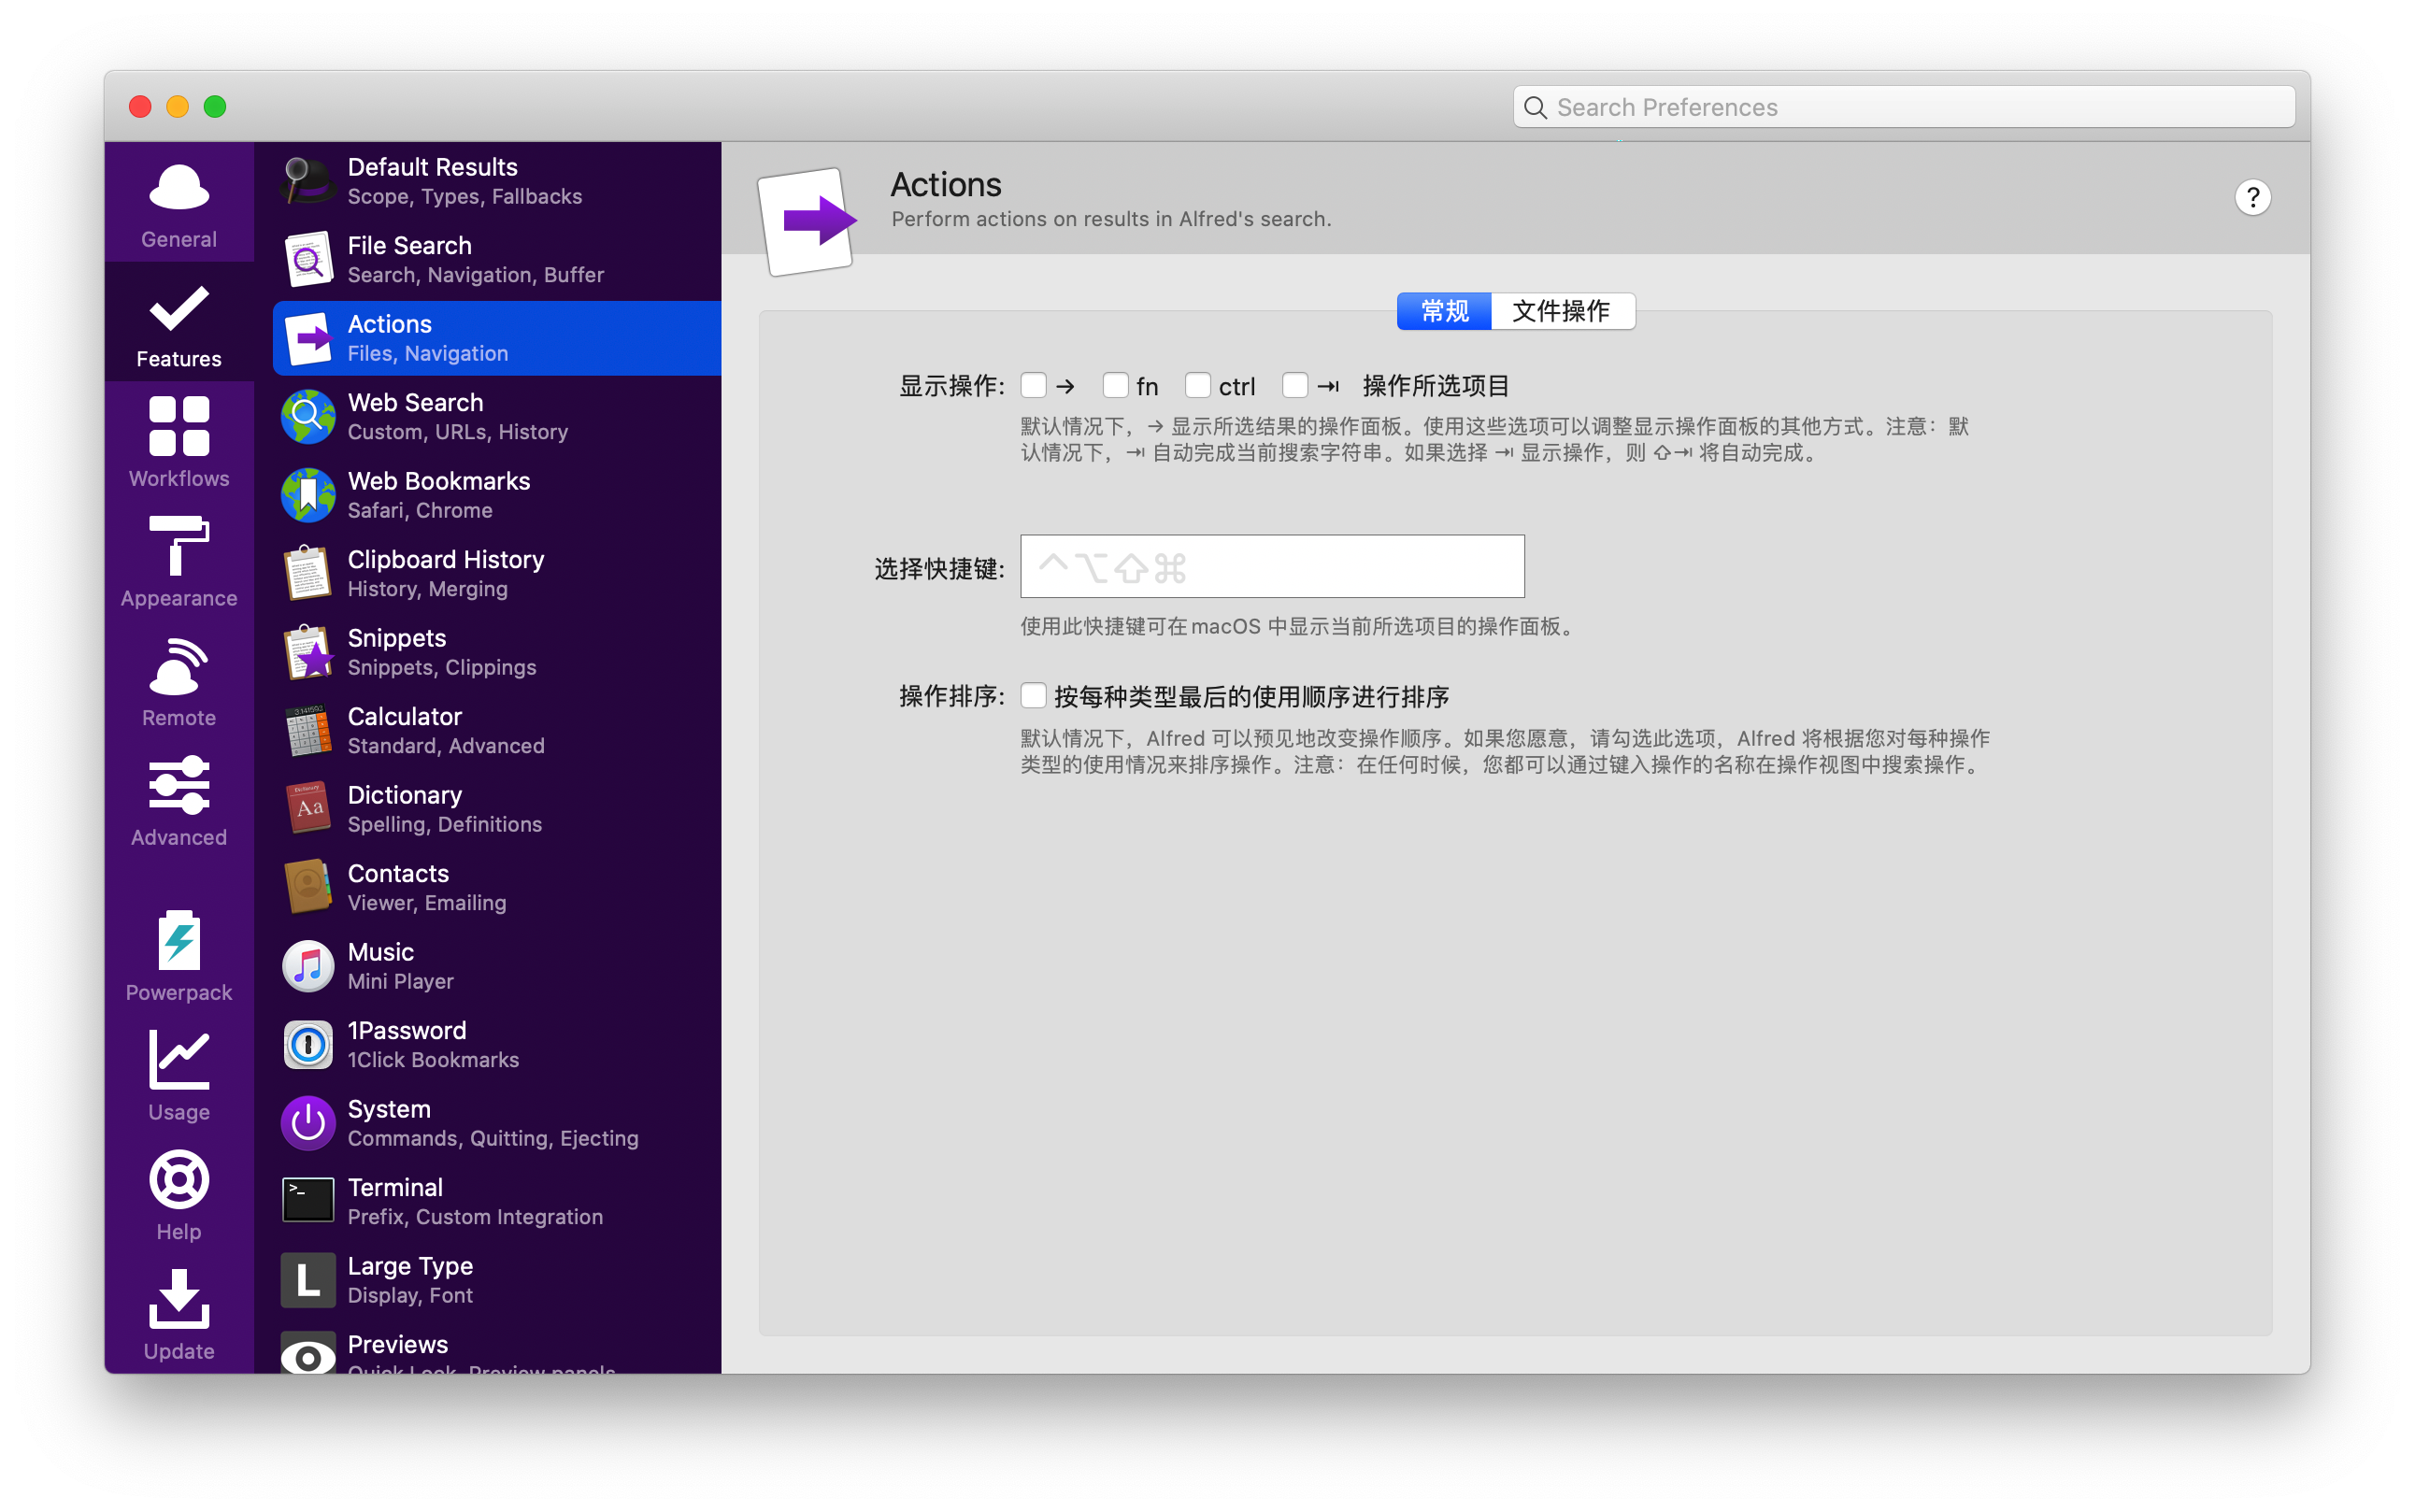 Search Preferences
General
Features
Workflows
Appearance
Remote
Advanced
Powerpack
Usage
Help
Update
Default Results
Scope, Types, Fallbacks
File Search
Search, Navigation, Buffer
Actions
Files, Navigation
Web Search
Custom, URLs, History
Web Bookmarks
Safari, Chrome
Clipboard History
History, Merging
Snippets
Snippets, Clippings
Calculator
Standard, Advanced
Dictionary
Spelling, Definitions
Contacts
Viewer, Emailing
Music
Mini Player
1Password
1Click Bookmarks
System
Commands, Quitting, Ejecting
Terminal
Prefix, Custom Integration
Large Type
Display, Font
Previews
Quick Look, Preview panels
Actions
Perform actions on results in Alfred's search.
?
常规 文件操作
显示操作: → fn ctrl ⇥ 操作所选项目
默认情况下，→ 显示所选结果的操作面板。使用这些选项可以调整显示操作面板的其他方式。注意：默
认情况下，⇥ 自动完成当前搜索字符串。如果选择 ⇥ 显示操作，则 ⇧⇥ 将自动完成。
选择快捷键: ⌃⌥⇧⌘
使用此快捷键可在 macOS 中显示当前所选项目的操作面板。
操作排序: 按每种类型最后的使用顺序进行排序
默认情况下，Alfred 可以预见地改变操作顺序。如果您愿意，请勾选此选项，Alfred 将根据您对每种操作
类型的使用情况来排序操作。注意：在任何时候，您都可以通过键入操作的名称在操作视图中搜索操作。